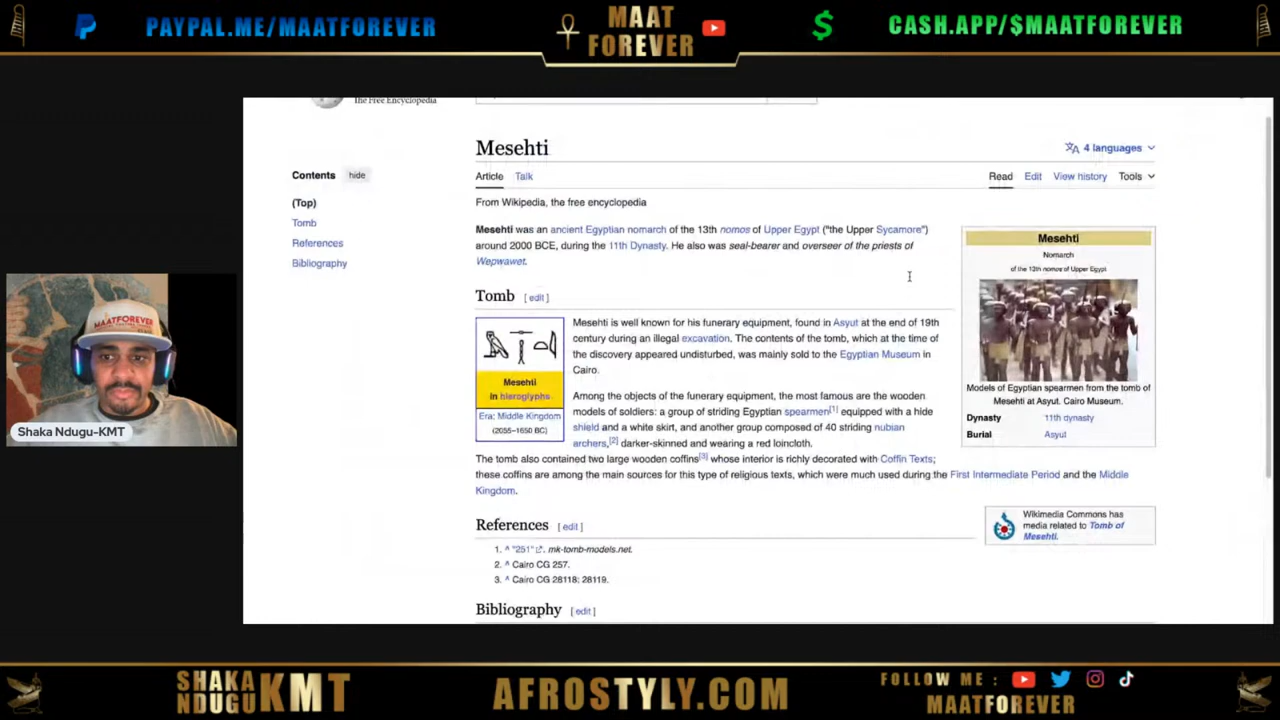 PAYPAL.ME/MAATFOREVER
MAAT
FOREVER
CASH.APP/$MAATFOREVER
The Free Encyclopedia
Mesehti
4 languages
Article Talk
Read Edit View history Tools
Contents hide
(Top)
Tomb
References
Bibliography
From Wikipedia, the free encyclopedia
Mesehti was an ancient Egyptian nomarch of the 13th nomos of Upper Egypt ("the Upper Sycamore")
around 2000 BCE, during the 11th Dynasty. He also was seal-bearer and overseer of the priests of
Wepwawet.
Mesehti
Nomarch
of the 13th nomos of Upper Egypt
Models of Egyptian spearmen from the tomb of
Mesehti at Asyut. Cairo Museum.
Dynasty 11th dynasty
Burial Asyut
Tomb [ edit ]
Mesehti
in hieroglyphs
Era: Middle Kingdom
(2055–1650 BC)
Mesehti is well known for his funerary equipment, found in Asyut at the end of 19th
century during an illegal excavation. The contents of the tomb, which at the time of
the discovery appeared undisturbed, was mainly sold to the Egyptian Museum in
Cairo.
Among the objects of the funerary equipment, the most famous are the wooden
models of soldiers: a group of striding Egyptian spearmen[1] equipped with a hide
shield and a white skirt, and another group composed of 40 striding nubian
archers,[2] darker-skinned and wearing a red loincloth.
The tomb also contained two large wooden coffins[3] whose interior is richly decorated with Coffin Texts;
these coffins are among the main sources for this type of religious texts, which were much used during the First Intermediate Period and the Middle
Kingdom.
Wikimedia Commons has
media related to Tomb of
Mesehti.
References [ edit ]
1. ^ "251". mk-tomb-models.net.
2. ^ Cairo CG 257.
3. ^ Cairo CG 28118; 28119.
Bibliography [ edit ]
MAATFOREVER
Shaka Ndugu-KMT
SHAKA
NDUGU KMT
AFROSTYLY.COM
FOLLOW ME :
MAATFOREVER